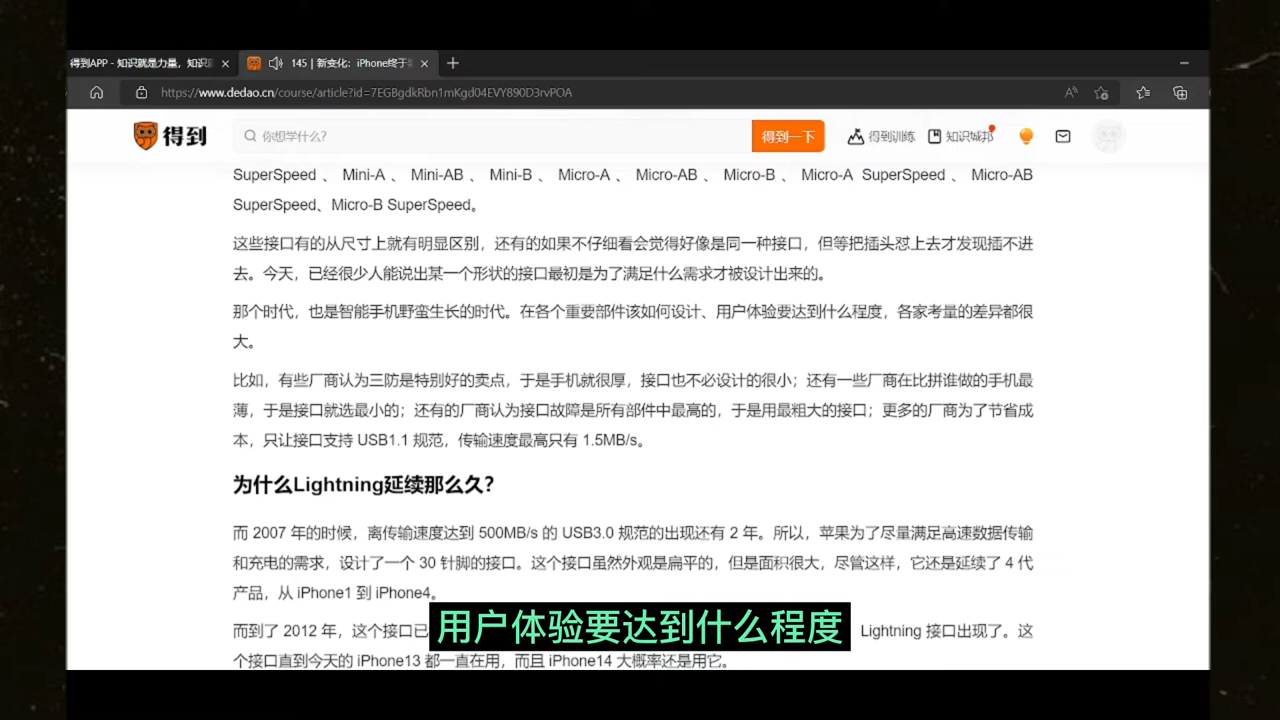 得到APP - 知识就是力量，知识
145 | 新变化：iPhone终于
https://www.dedao.cn/course/article?id=7EGBgdkRbn1mKgd04EVY890D3rvPOA
得到
你想学什么?
得到一下
得到训练
知识城邦
SuperSpeed 、 Mini-A 、 Mini-AB 、 Mini-B 、 Micro-A 、 Micro-AB 、 Micro-B 、 Micro-A SuperSpeed 、 Micro-AB
SuperSpeed、Micro-B SuperSpeed。
这些接口有的从尺寸上就有明显区别，还有的如果不仔细看会觉得好像是同一种接口，但等把插头怼上去才发现插不进
去。今天，已经很少人能说出某一个形状的接口最初是为了满足什么需求才被设计出来的。
那个时代，也是智能手机野蛮生长的时代。在各个重要部件该如何设计、用户体验要达到什么程度，各家考量的差异都很
大。
比如，有些厂商认为三防是特别好的卖点，于是手机就很厚，接口也不必设计的很小；还有一些厂商在比拼谁做的手机最
薄，于是接口就选最小的；还有的厂商认为接口故障是所有部件中最高的，于是用最粗大的接口；更多的厂商为了节省成
本，只让接口支持 USB1.1 规范，传输速度最高只有 1.5MB/s。
为什么Lightning延续那么久？
而 2007 年的时候，离传输速度达到 500MB/s 的 USB3.0 规范的出现还有 2 年。所以，苹果为了尽量满足高速数据传输
和充电的需求，设计了一个 30 针脚的接口。这个接口虽然外观是扁平的，但是面积很大，尽管这样，它还是延续了 4 代
产品，从 iPhone1 到 iPhone4。
而到了 2012 年，这个接口已 Lightning 接口出现了。这
个接口直到今天的 iPhone13 都一直在用，而且 iPhone14 大概率还是用它。
用户体验要达到什么程度